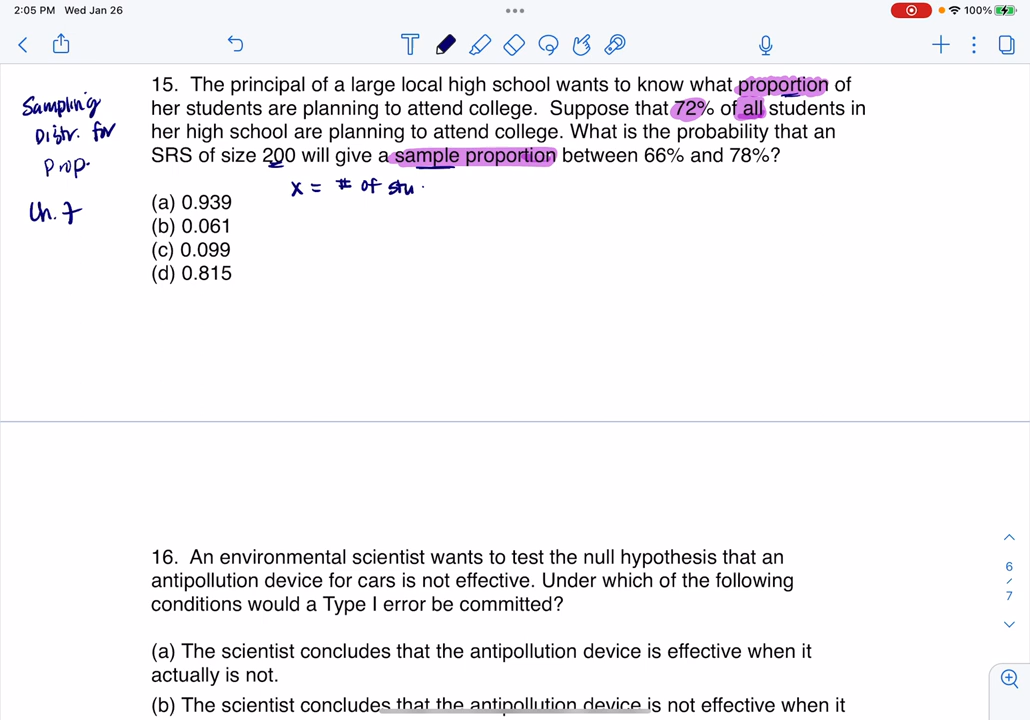 2:05 PM Wed Jan 26
100%
15. The principal of a large local high school wants to know what proportion of
her students are planning to attend college. Suppose that 72% of all students in
her high school are planning to attend college. What is the probability that an
SRS of size 200 will give a sample proportion between 66% and 78%?
Sampling
Distr. for
Prop.
Ch. 7
x = # of stu
(a) 0.939
(b) 0.061
(c) 0.099
(d) 0.815
16. An environmental scientist wants to test the null hypothesis that an
antipollution device for cars is not effective. Under which of the following
conditions would a Type I error be committed?
(a) The scientist concludes that the antipollution device is effective when it
actually is not.
(b) The scientist concludes that the antipollution device is not effective when it
6
/
7